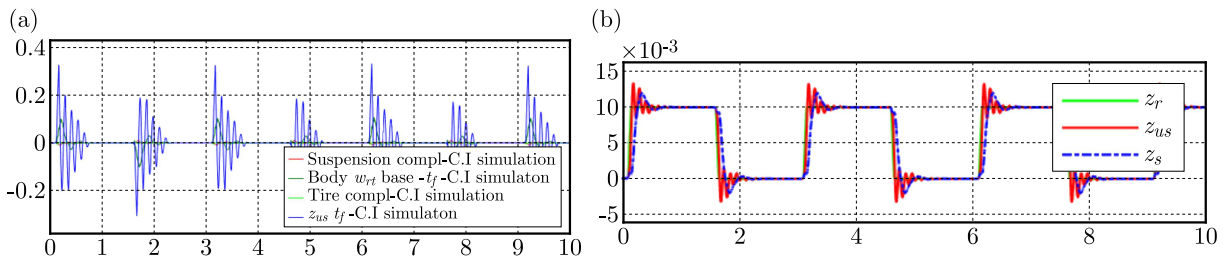 (a)
0.4
0.2
0
-0.2
0 1 2 3 4 5 6 7 8 9 10
Suspension compl-C.I simulation
Body w_rt base -t_f -C.I simulaton
Tire compl-C.I simulation
z_us t_f -C.I simulaton
(b)
×10⁻³
15
10
5
0
-5
0 2 4 6 8 10
z_r
z_us
z_s